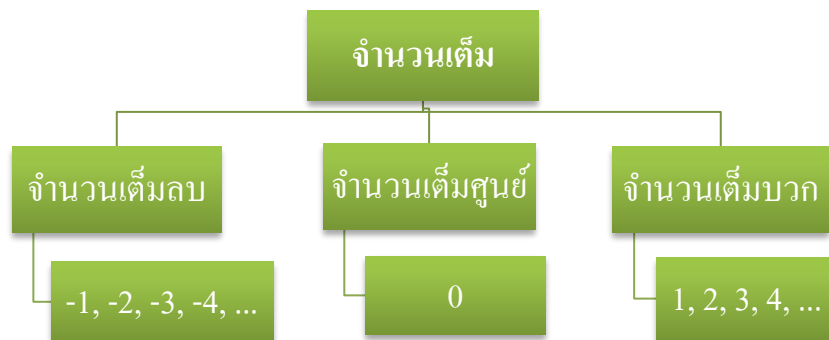 จำนวนเต็ม
จำนวนเต็มลบ
จำนวนเต็มศูนย์
จำนวนเต็มบวก
-1, -2, -3, -4, ...
0
1, 2, 3, 4, ...